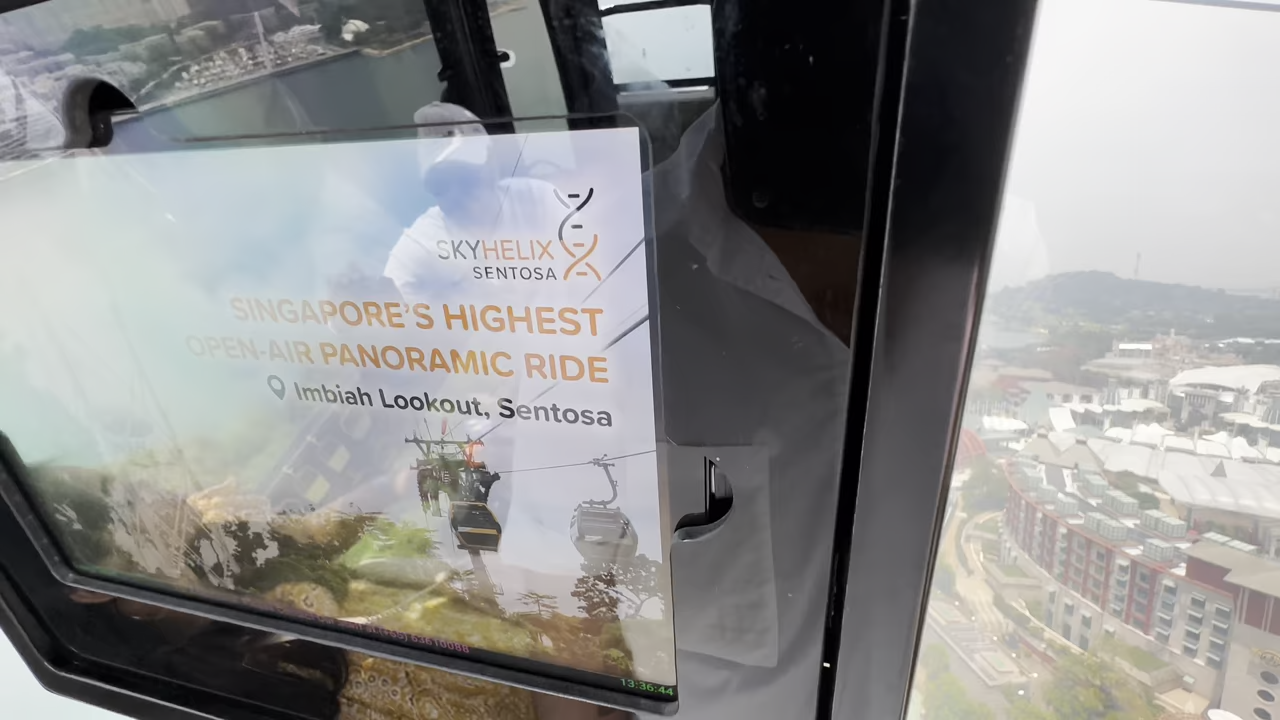 SKYHELIX
SENTOSA
SINGAPORE'S HIGHEST
OPEN-AIR PANORAMIC RIDE
Imbiah Lookout, Sentosa
13:36:44